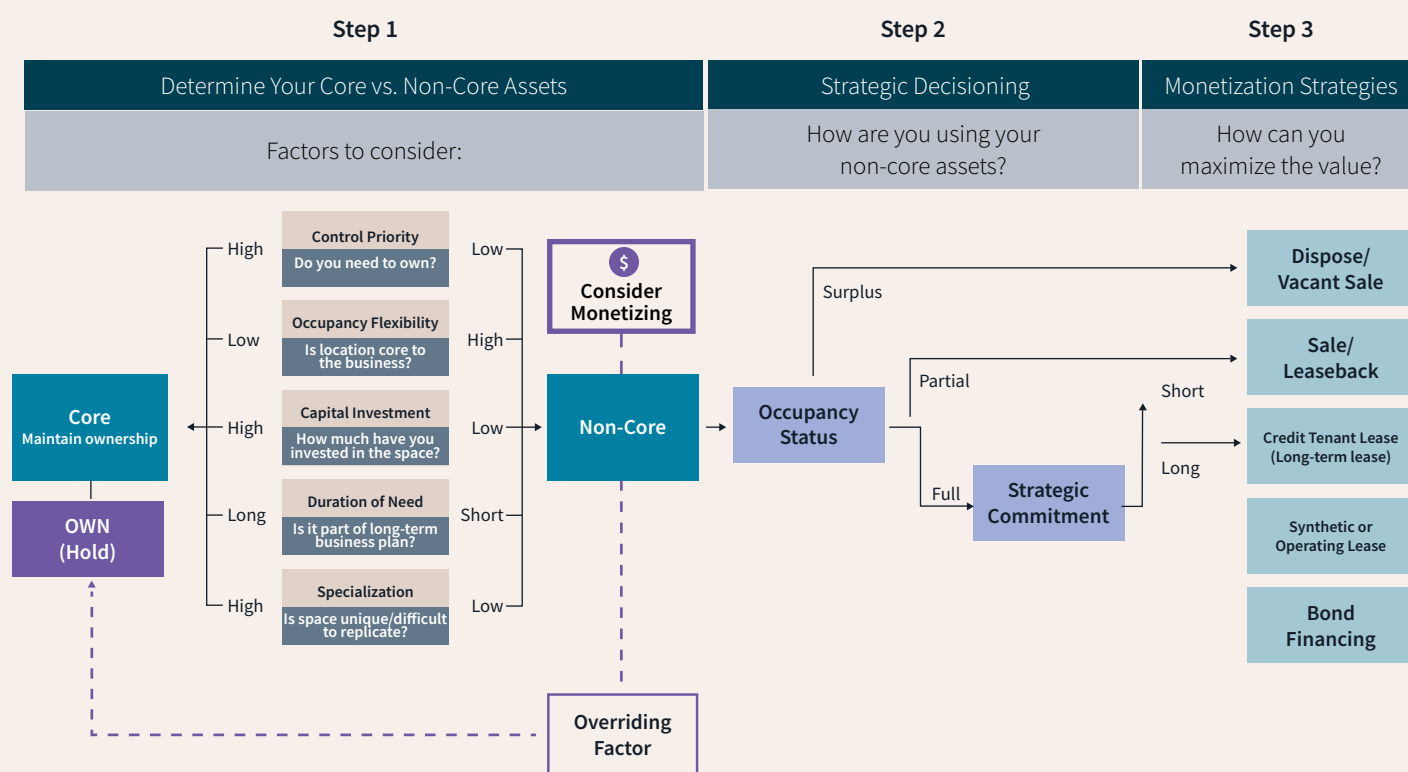 Step 1
Step 2
Step 3
Determine Your Core vs. Non-Core Assets
Strategic Decisioning
Monetization Strategies
Factors to consider:
How are you using your
non-core assets?
How can you
maximize the value?
High
Control Priority
Do you need to own?
Low
Low
Occupancy Flexibility
Is location core to
the business?
High
High
Capital Investment
How much have you
invested in the space?
Low
Long
Duration of Need
Is it part of long-term
business plan?
Short
High
Specialization
Is space unique/difficult
to replicate?
Low
Core
Maintain ownership
OWN
(Hold)
$
Consider
Monetizing
Non-Core
Overriding
Factor
Occupancy
Status
Surplus
Partial
Full
Strategic
Commitment
Short
Long
Dispose/
Vacant Sale
Sale/
Leaseback
Credit Tenant Lease
(Long-term lease)
Synthetic or
Operating Lease
Bond
Financing